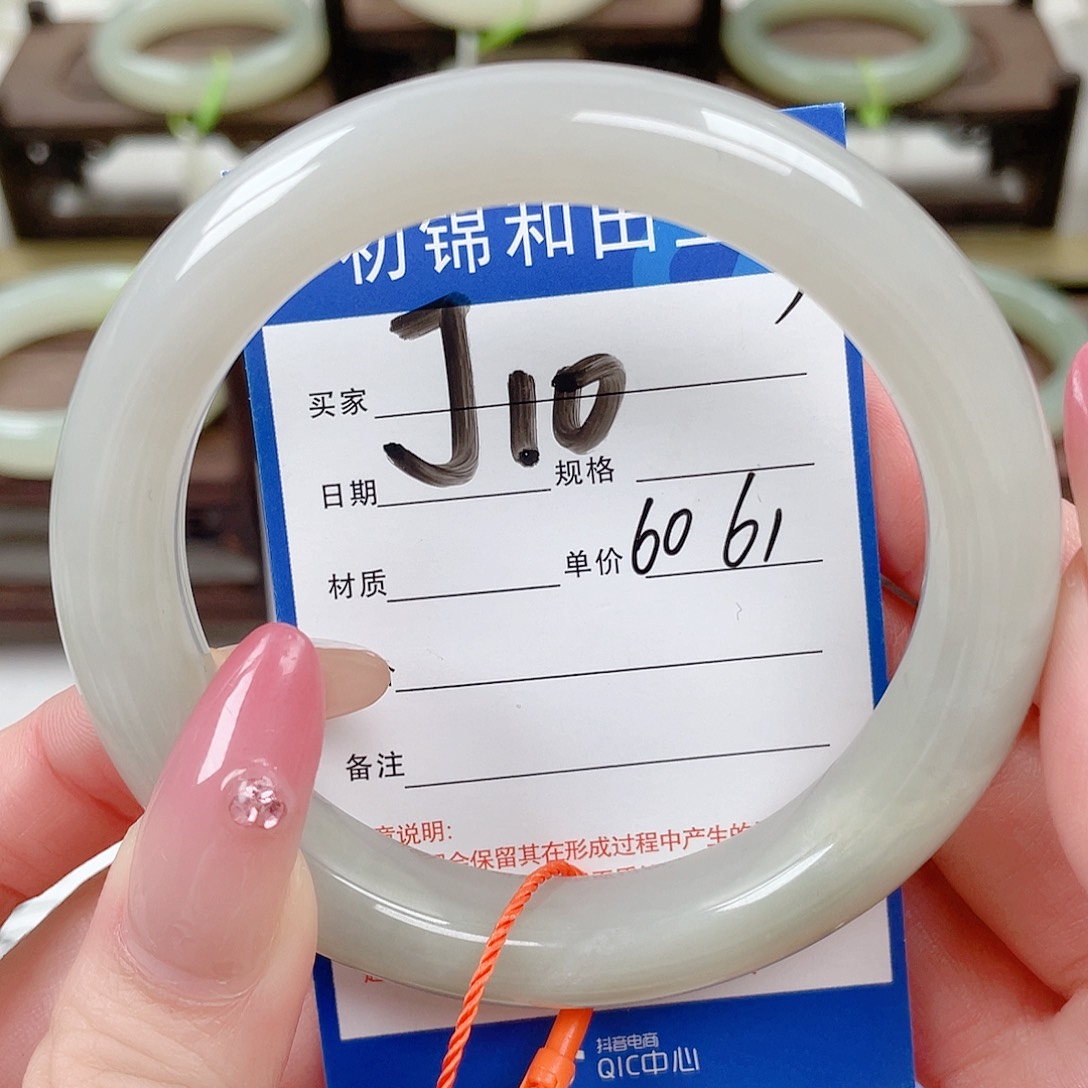 初锦和田
J10
买家
日期 规格
材质 单价 60 61
备注
意说明:
保留其在形成过程中产生的
抖音电商
QIC中心